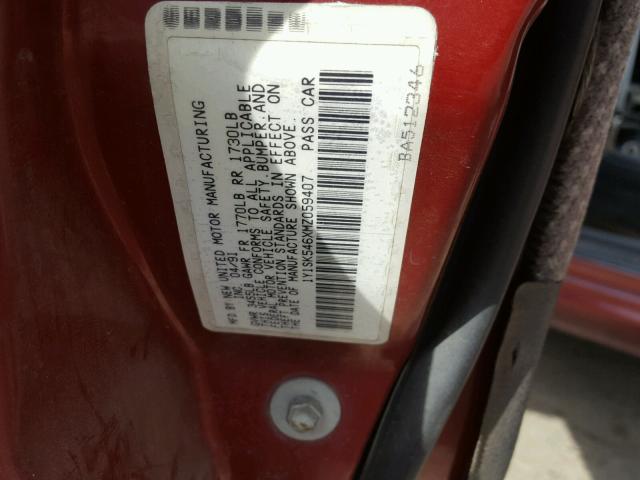 MFD BY NEW UNITED MOTOR MANUFACTURING
INC 04/91
GVWR 3455LB GAWR FR 1770LB RR 1730LB
THIS VEHICLE CONFORMS TO ALL APPLICABLE
FEDERAL MOTOR VEHICLE SAFETY, BUMPER, AND
THEFT PREVENTION STANDARDS IN EFFECT ON
THE DATE OF MANUFACTURE SHOWN ABOVE.
1Y1SK546XMZ059407 PASS CAR
BA512346